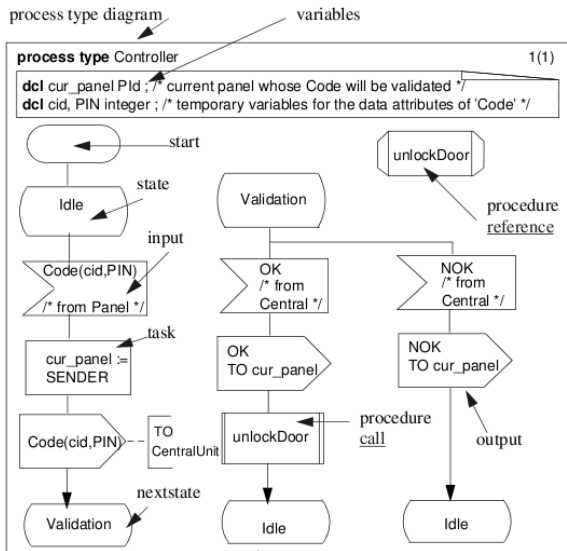 process type diagram
variables
process type Controller
1(1)
dcl cur_panel PId ; /* current panel whose Code will be validated */
dcl cid, PIN integer ; /* temporary variables for the data attributes of 'Code' */
start
Idle
state
input
Code(cid,PIN)
/* from Panel */
task
cur_panel :=
SENDER
Code(cid,PIN)
TO
CentralUnit
nextstate
Validation
Validation
OK
/* from
Central */
OK
TO cur_panel
procedure
call
unlockDoor
Idle
unlockDoor
procedure
reference
NOK
/* from
Central */
NOK
TO cur_panel
output
Idle